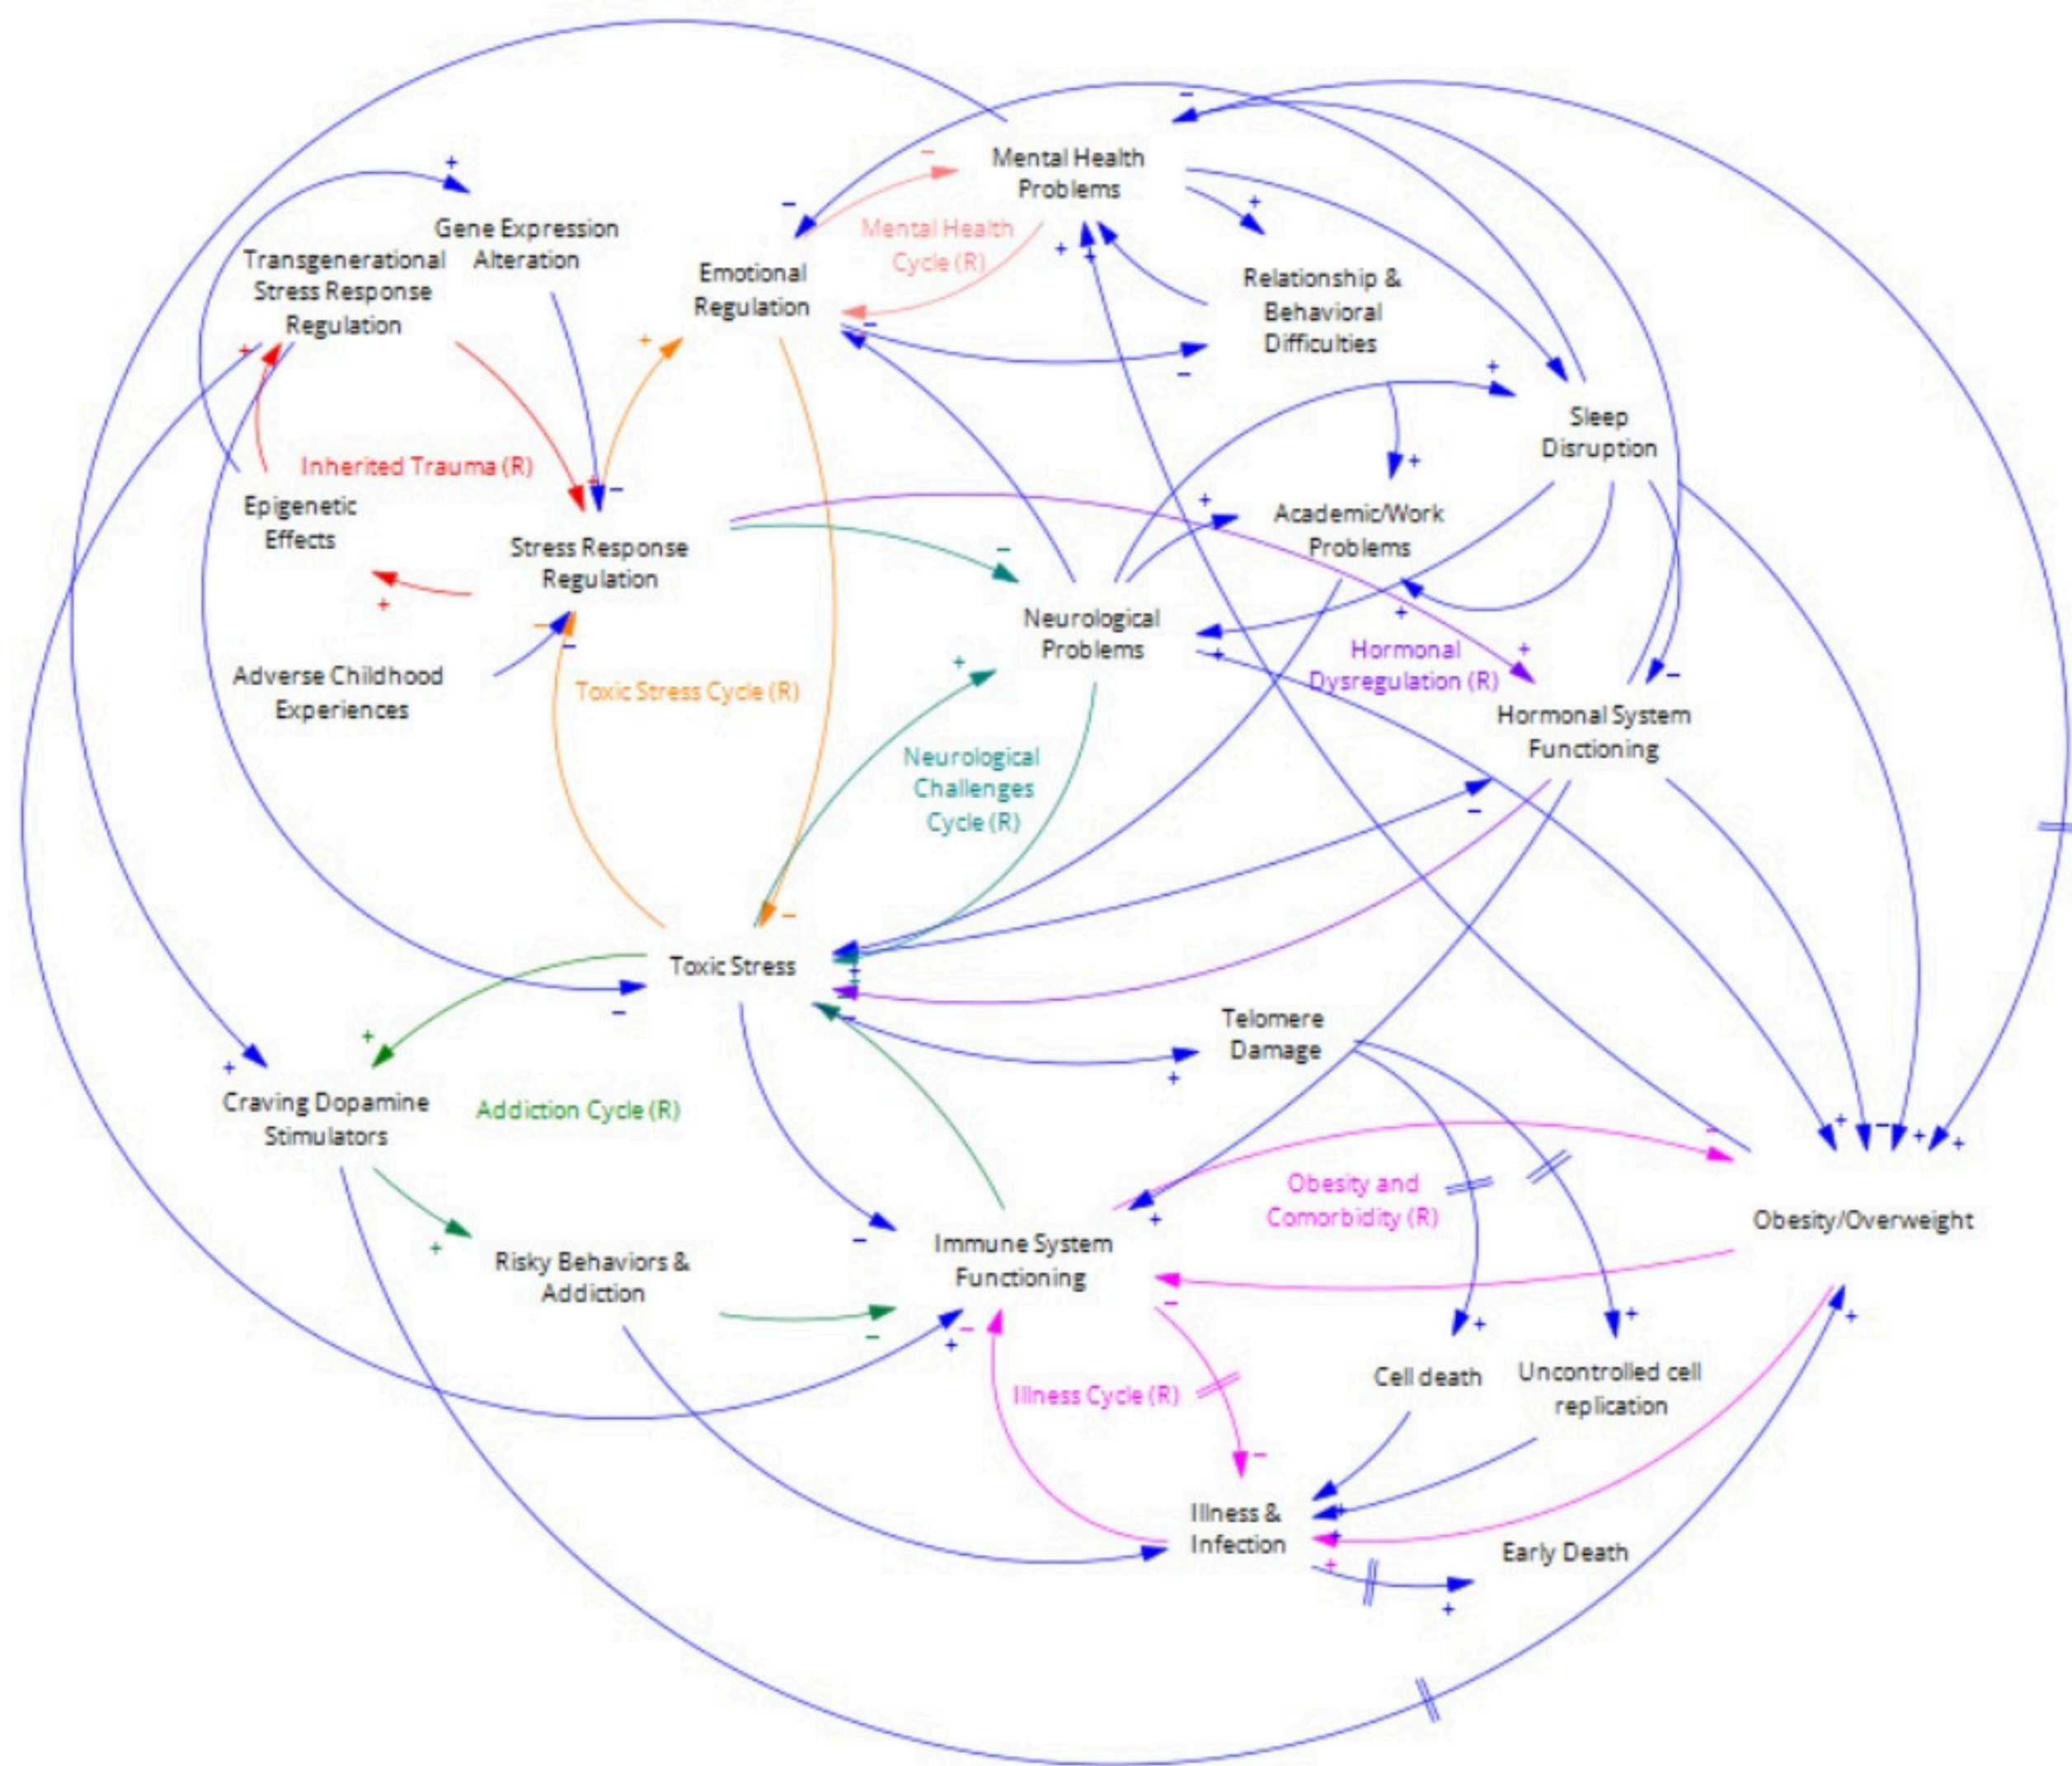 Mental Health
Problems
Gene Expression
Alteration
Transgenerational
Stress Response
Regulation
Mental Health
Cycle (R)
Emotional
Regulation
Relationship &
Behavioral
Difficulties
Sleep
Disruption
Inherited Trauma (R)
Epigenetic
Effects
Stress Response
Regulation
Academic/Work
Problems
Neurological
Problems
Hormonal
Dysregulation (R)
Adverse Childhood
Experiences
Toxic Stress Cycle (R)
Hormonal System
Functioning
Neurological
Challenges
Cycle (R)
Toxic Stress
Telomere
Damage
Craving Dopamine
Stimulators
Addiction Cycle (R)
Obesity and
Comorbidity (R)
Obesity/Overweight
Immune System
Functioning
Risky Behaviors &
Addiction
Illness Cycle (R)
Cell death
Uncontrolled cell
replication
Illness &
Infection
Early Death